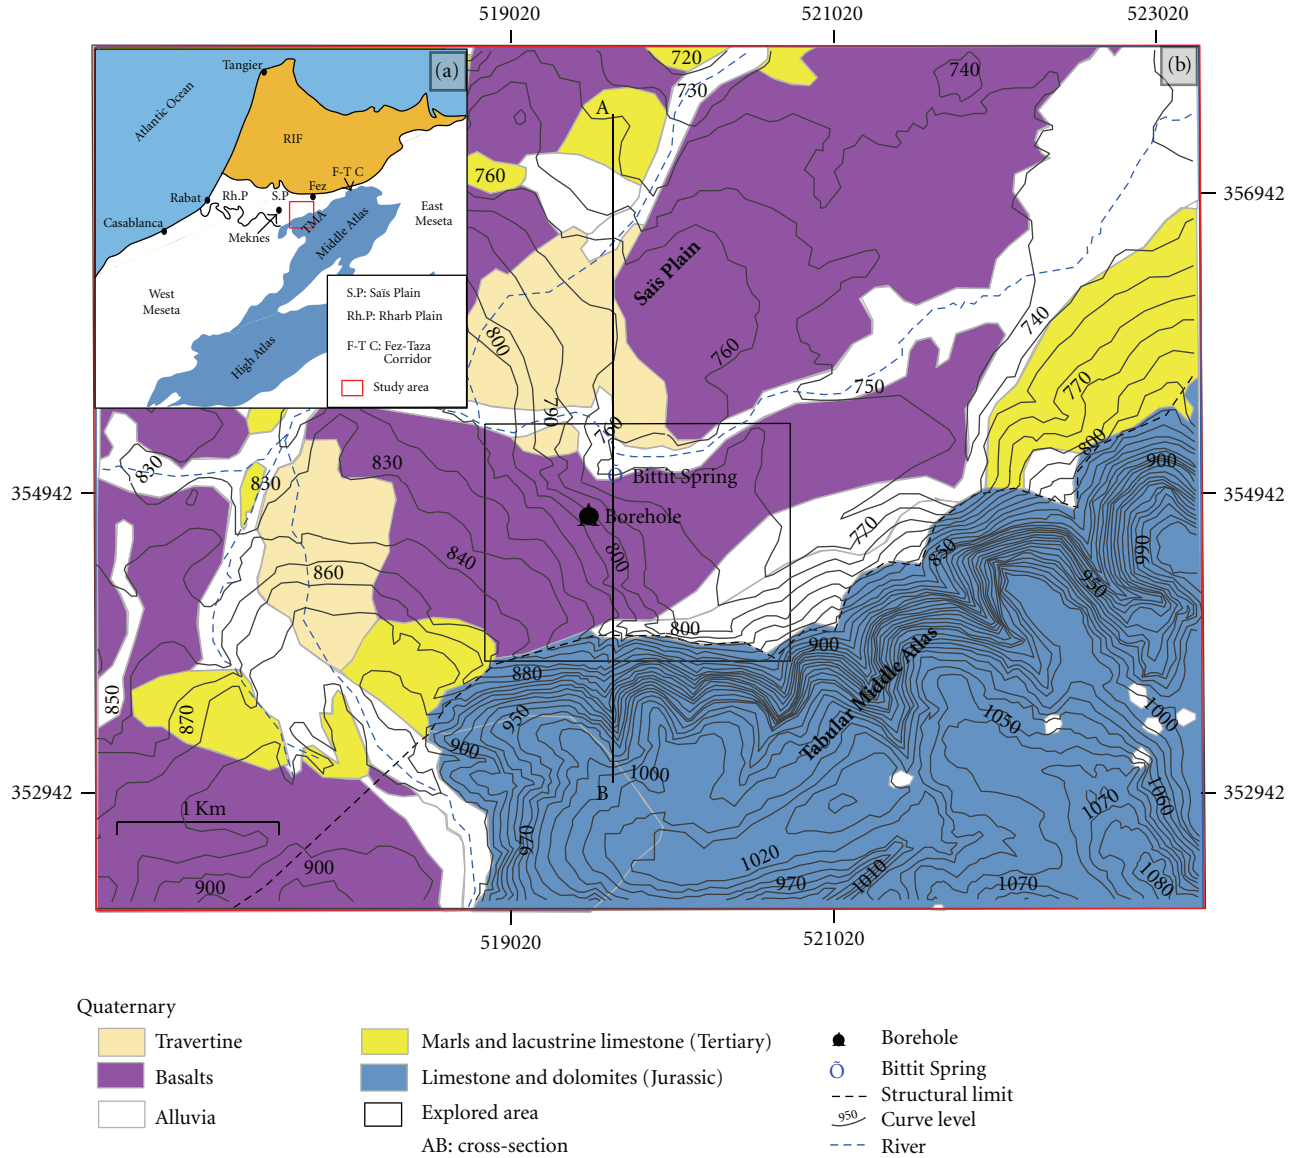 519020
521020
523020
(a)
Tangier
Atlantic Ocean
RIF
F-T C
Fez
Rabat
Rh.P
S.P
TMA
Casablanca
Meknes
Middle Atlas
East
Meseta
West
Meseta
High Atlas
S.P: Saïs Plain
Rh.P: Rharb Plain
F-T C: Fez-Taza
Corridor
Study area
(b)
720
730
740
A
760
356942
Saïs Plain
800
760
740
750
770
790
760
800
900
830
830
830
Bittit Spring
354942
354942
Borehole
770
840
800
850
990
950
860
800
900
880
Tabular Middle Atlas
850
870
950
900
1050
1000
1000
B
352942
352942
1 Km
1070
1060
970
1020
900
900
970
1010
1070
1080
519020
521020
Quaternary
Travertine
Basalts
Alluvia
Marls and lacustrine limestone (Tertiary)
Limestone and dolomites (Jurassic)
Explored area
AB: cross-section
Borehole
Õ Bittit Spring
Structural limit
950 Curve level
River